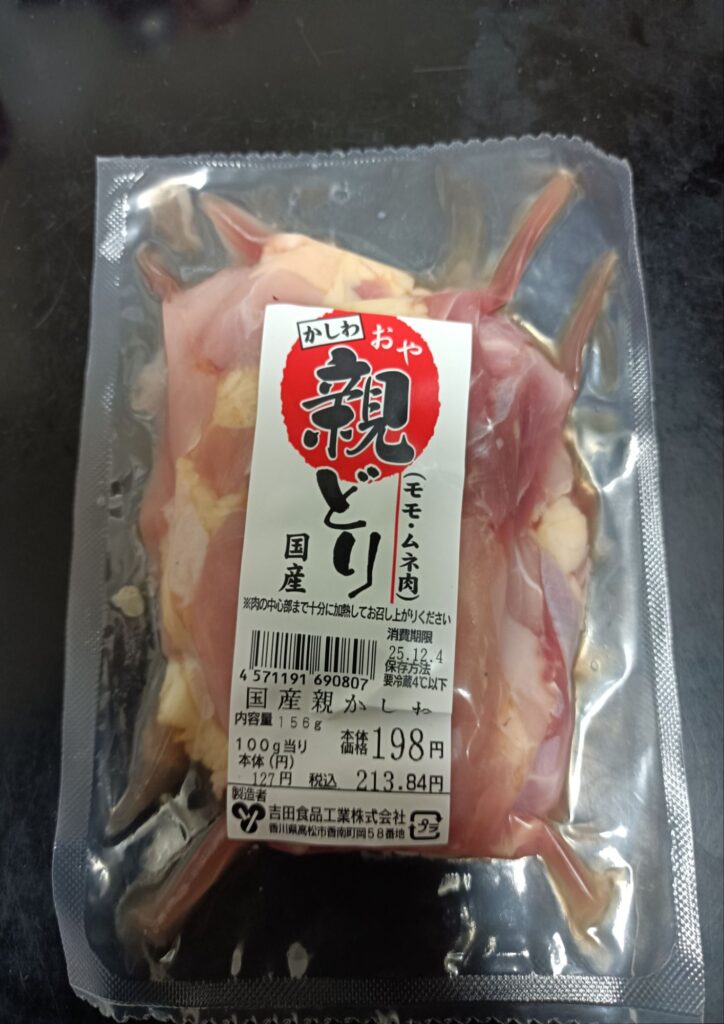 かしわ
おや
親どり
(モモ・ムネ肉)
国産
※肉の中心部まで十分に加熱してお召し上がりください
消費期限
25.12.4
保存方法
要冷蔵4℃以下
4 571191 690807
国産親かしわ
内容量 156g
100g当り
本体(円)
127円
本体価格 198円
税込 213.84円
製造者
吉田食品工業株式会社
香川県高松市香南町岡58番地
プラ